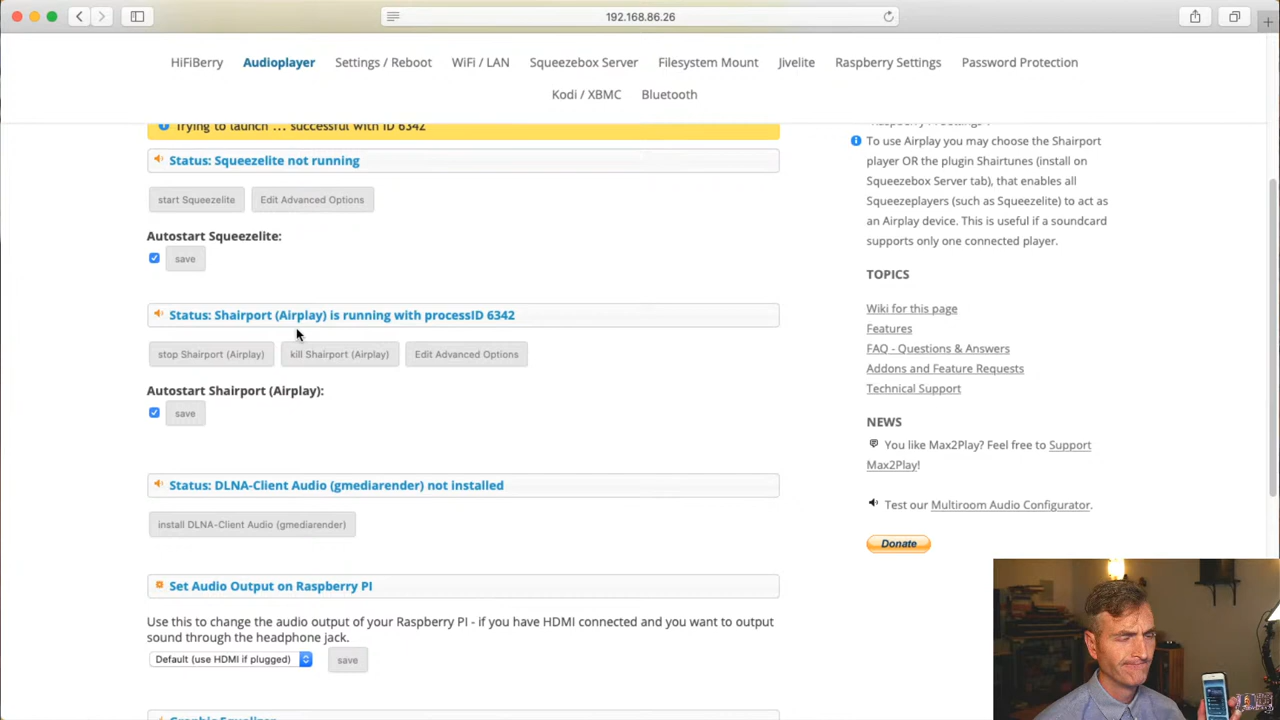 192.168.86.26
HiFiBerry Audioplayer Settings / Reboot WiFi / LAN Squeezebox Server Filesystem Mount Jivelite Raspberry Settings Password Protection
Kodi / XBMC Bluetooth
Trying to launch ... successful with ID 6342
Status: Squeezelite not running
start Squeezelite Edit Advanced Options
Autostart Squeezelite:
save
Status: Shairport (Airplay) is running with processID 6342
stop Shairport (Airplay) kill Shairport (Airplay) Edit Advanced Options
Autostart Shairport (Airplay):
save
Status: DLNA-Client Audio (gmediarender) not installed
install DLNA-Client Audio (gmediarender)
Set Audio Output on Raspberry PI
Use this to change the audio output of your Raspberry PI - if you have HDMI connected and you want to output
sound through the headphone jack.
Default (use HDMI if plugged) save
To use Airplay you may choose the Shairport
player OR the plugin Shairtunes (install on
Squeezebox Server tab), that enables all
Squeezeplayers (such as Squeezelite) to act as
an Airplay device. This is useful if a soundcard
supports only one connected player.
TOPICS
Wiki for this page
Features
FAQ - Questions & Answers
Addons and Feature Requests
Technical Support
NEWS
You like Max2Play? Feel free to Support
Max2Play!
Test our Multiroom Audio Configurator.
Donate